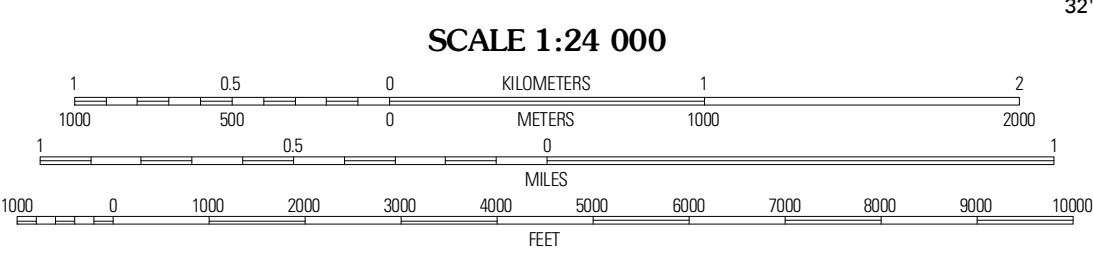 32'
SCALE 1:24 000
1 0.5 0 KILOMETERS 1 2
1000 500 0 METERS 1000 2000
1 0.5 0 1
MILES
1000 0 1000 2000 3000 4000 5000 6000 7000 8000 9000 10000
FEET